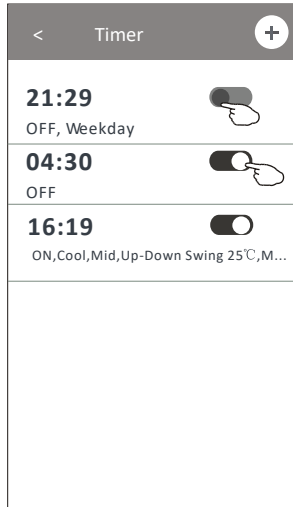 < Timer +
21:29
OFF, Weekday
04:30
OFF
16:19
ON,Cool,Mid,Up-Down Swing 25℃,M...